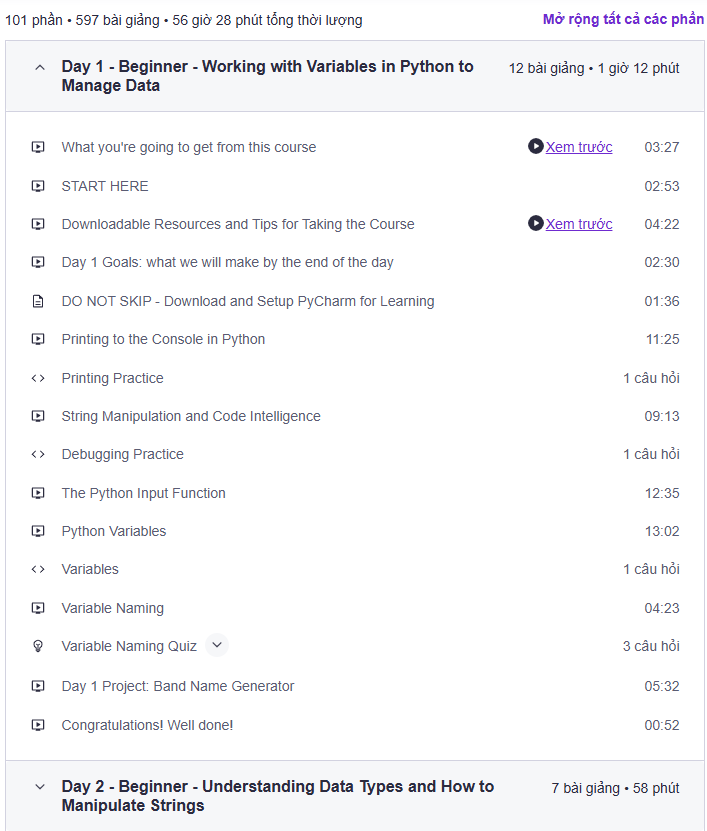 101 phần • 597 bài giảng • 56 giờ 28 phút tổng thời lượng Mở rộng tất cả các phần
Day 1 - Beginner - Working with Variables in Python to 12 bài giảng • 1 giờ 12 phút
Manage Data
What you're going to get from this course Xem trước 03:27
START HERE 02:53
Downloadable Resources and Tips for Taking the Course Xem trước 04:22
Day 1 Goals: what we will make by the end of the day 02:30
DO NOT SKIP - Download and Setup PyCharm for Learning 01:36
Printing to the Console in Python 11:25
Printing Practice 1 câu hỏi
String Manipulation and Code Intelligence 09:13
Debugging Practice 1 câu hỏi
The Python Input Function 12:35
Python Variables 13:02
Variables 1 câu hỏi
Variable Naming 04:23
Variable Naming Quiz 3 câu hỏi
Day 1 Project: Band Name Generator 05:32
Congratulations! Well done! 00:52
Day 2 - Beginner - Understanding Data Types and How to 7 bài giảng • 58 phút
Manipulate Strings